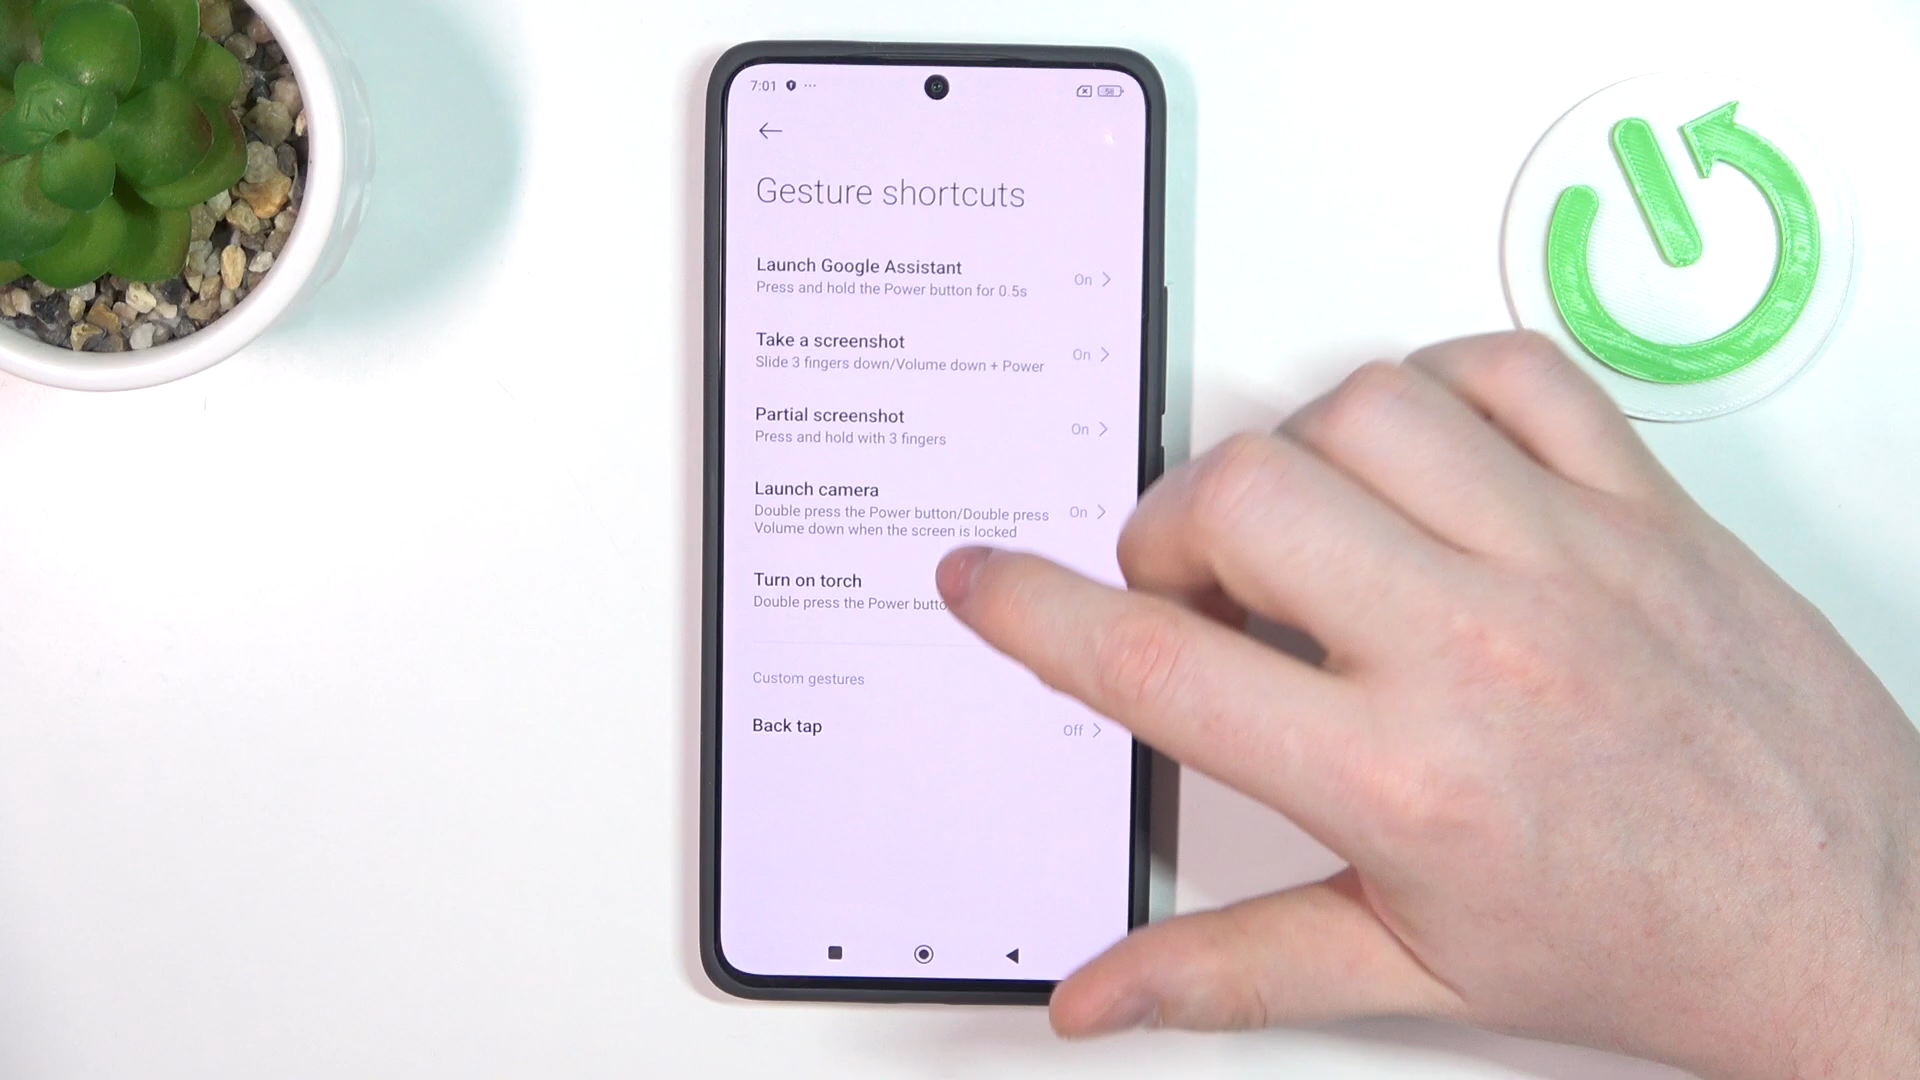 7:01
58
Gesture shortcuts
Launch Google Assistant
Press and hold the Power button for 0.5s
On
Take a screenshot
Slide 3 fingers down/Volume down + Power
On
Partial screenshot
Press and hold with 3 fingers
On
Launch camera
Double press the Power button/Double press
Volume down when the screen is locked
On
Turn on torch
Double press the Power
Custom gestures
Back tap
Off